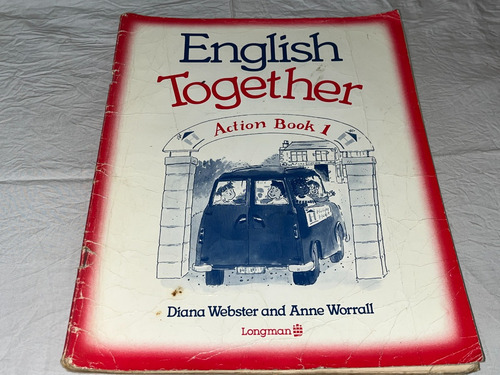 English
Together
Action Book 1
Diana Webster and Anne Worrall
Longman